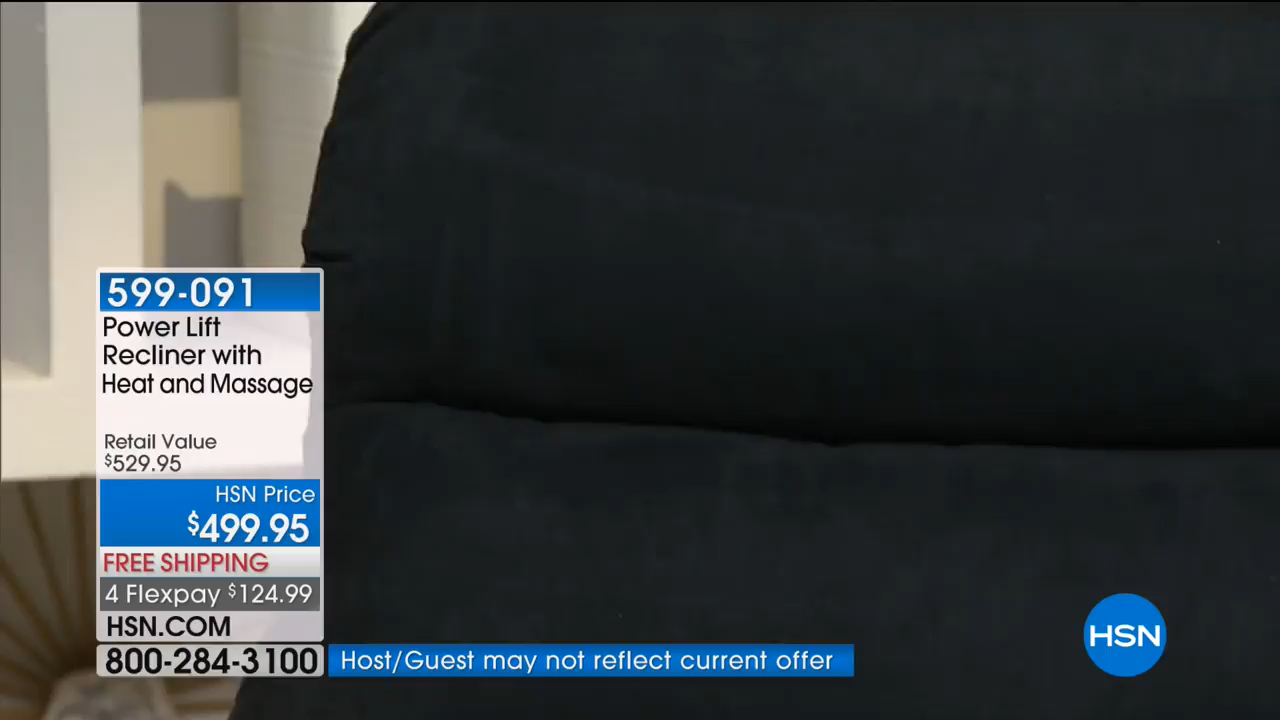 599-091
Power Lift
Recliner with
Heat and Massage
Retail Value
$529.95
HSN Price
$499.95
FREE SHIPPING
4 Flexpay $124.99
HSN.COM
800-284-3100
Host/Guest may not reflect current offer
HSN